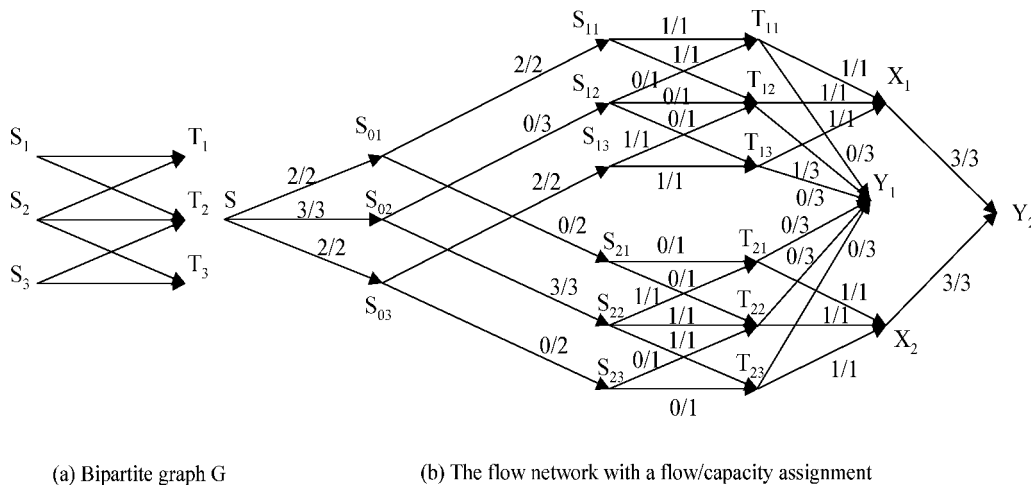 S11
1/1
T11
1/1
2/2
1/1
X1
S12
0/1
T12
0/1
1/1
0/3
S01
0/1
S13
1/1
1/1
T13
S1
T1
0/3
3/3
2/2
1/3
Y1
2/2
1/1
S2
T2
S
S02
0/3
Y2
3/3
0/2
T21
0/3
S21
0/1
0/3
0/3
2/2
0/1
S3
T3
3/3
1/1
T22
1/1
3/3
S03
S22
1/1
1/1
1/1
X2
0/2
0/1
T23
S23
1/1
0/1
(a) Bipartite graph G
(b) The flow network with a flow/capacity assignment